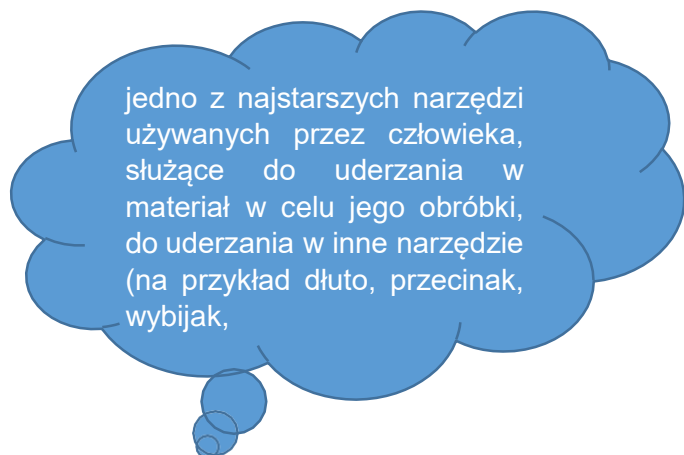 jedno z najstarszych narzędzi
używanych przez człowieka,
służące do uderzania w
materiał w celu jego obróbki,
do uderzania w inne narzędzie
(na przykład dłuto, przecinak,
wybijak,